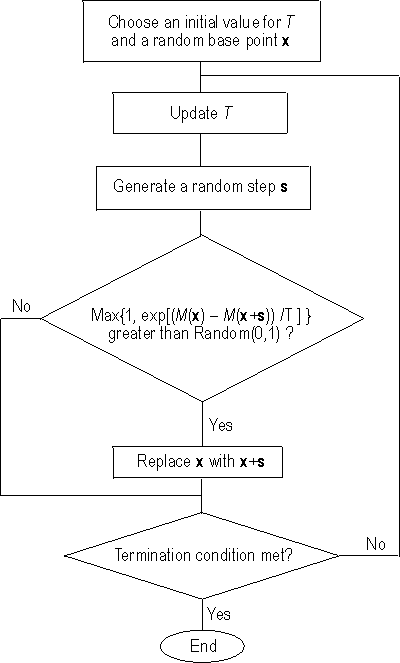 Choose an initial value for T
and a random base point x
Update T
Generate a random step s
No
Max{1, exp[(M(x) – M(x+s)) /T ] }
greater than Random(0,1) ?
Yes
Replace x with x+s
Termination condition met?
No
Yes
End